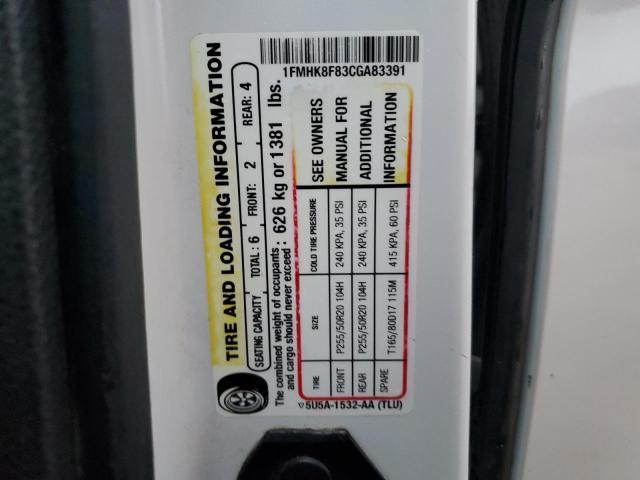 1FMHK8F83CGA83391
TIRE AND LOADING INFORMATION
SEATING CAPACITY TOTAL: 6 FRONT: 2 REAR: 4
The combined weight of occupants : 626 kg or 1381 lbs.
and cargo should never exceed
TIRE SIZE COLD TIRE PRESSURE
FRONT P255/50R20 104H 240 KPA, 35 PSI
REAR P255/50R20 104H 240 KPA, 35 PSI
SPARE T165/80D17 115M 415 KPA, 60 PSI
SEE OWNERS
MANUAL FOR
ADDITIONAL
INFORMATION
5U5A-1532-AA (TLU)